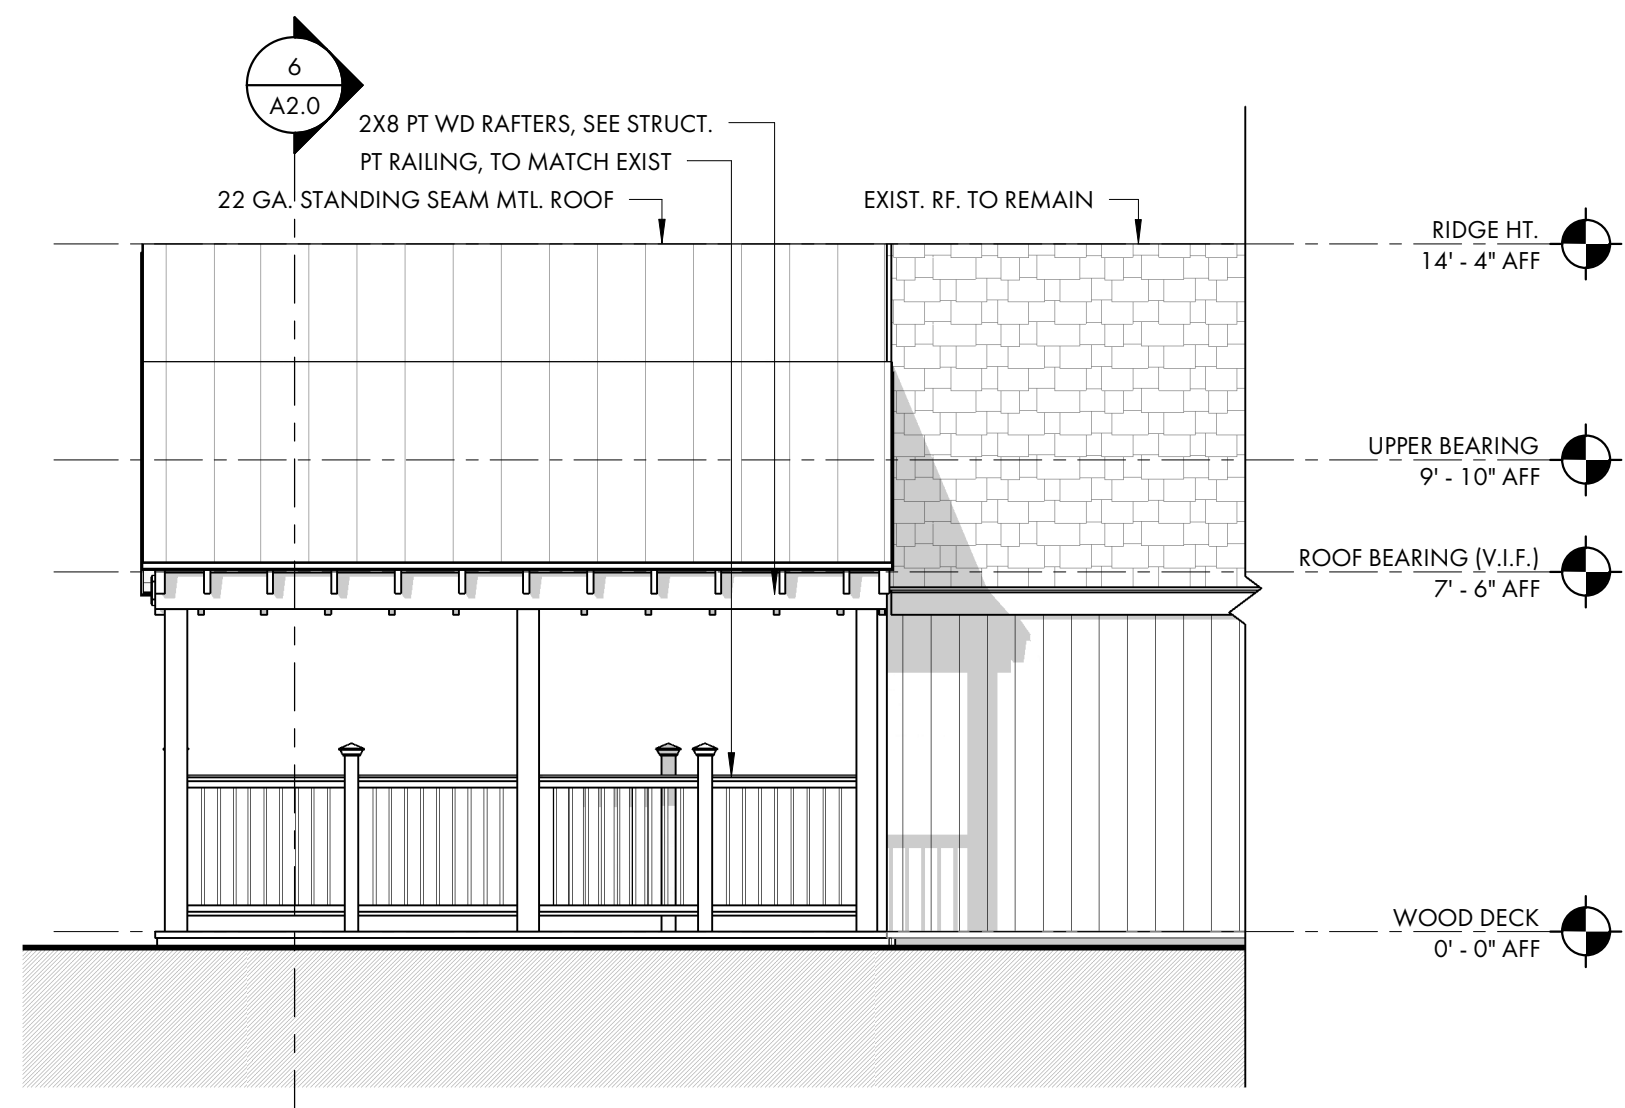 6
A2.0
2X8 PT WD RAFTERS, SEE STRUCT.
PT RAILING, TO MATCH EXIST
22 GA. STANDING SEAM MTL. ROOF
EXIST. RF. TO REMAIN
RIDGE HT.
14' - 4" AFF
UPPER BEARING
9' - 10" AFF
ROOF BEARING (V.I.F.)
7' - 6" AFF
WOOD DECK
0' - 0" AFF